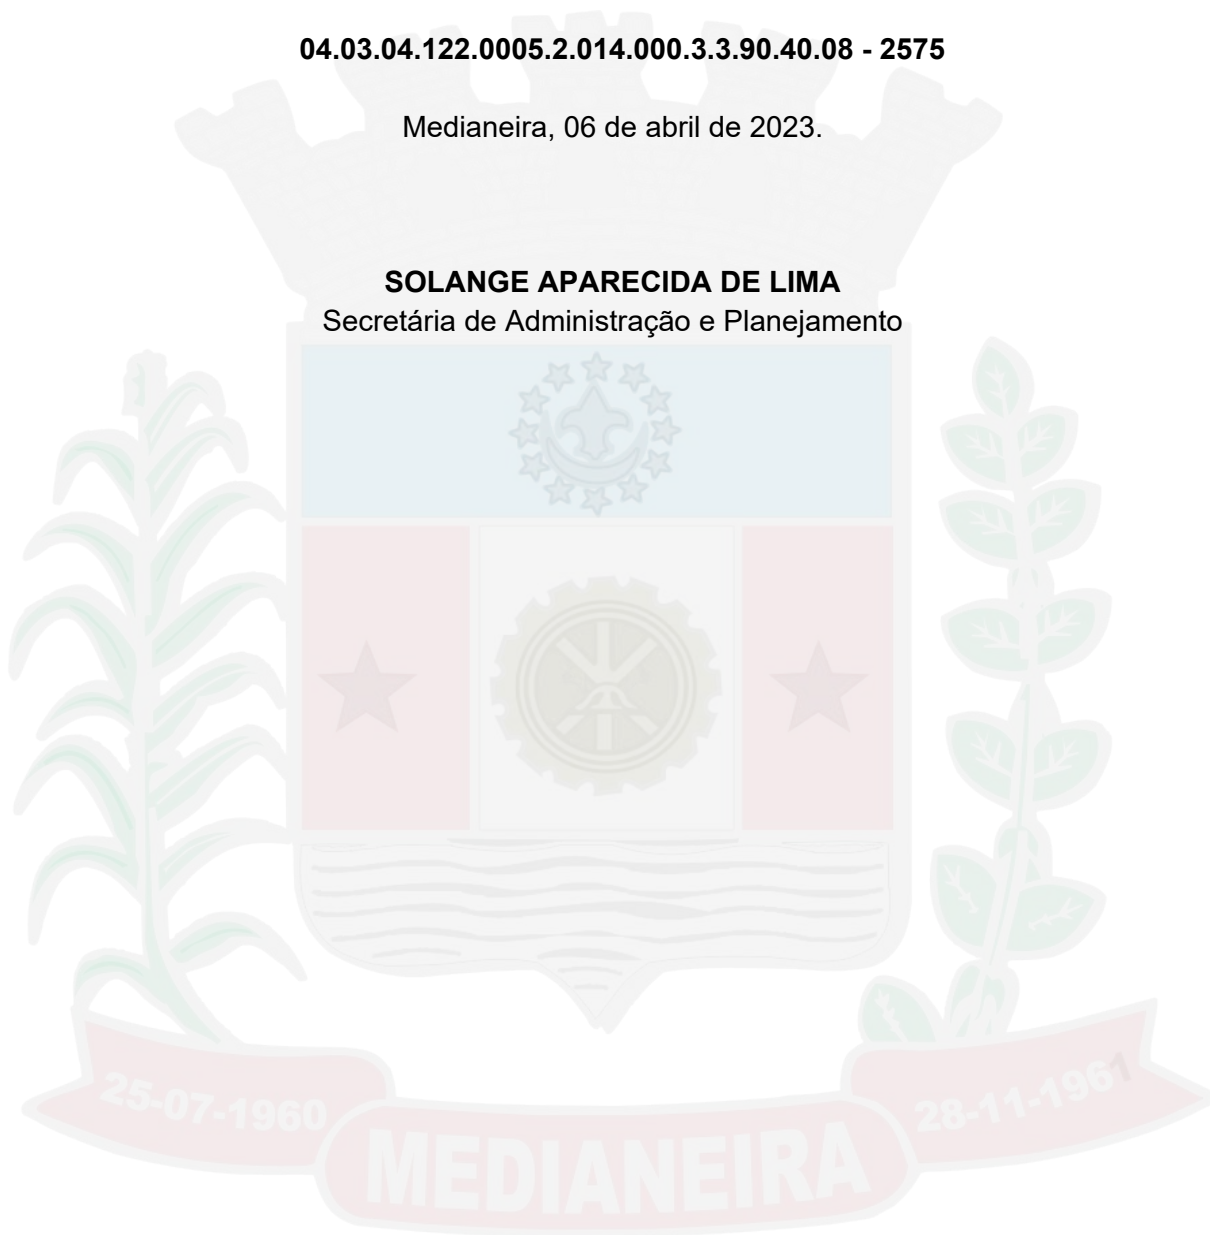 04.03.04.122.0005.2.014.000.3.3.90.40.08 - 2575
Medianeira, 06 de abril de 2023.
SOLANGE APARECIDA DE LIMA
Secretária de Administração e Planejamento
25-07-1960
28-11-1961
MEDIANEIRA